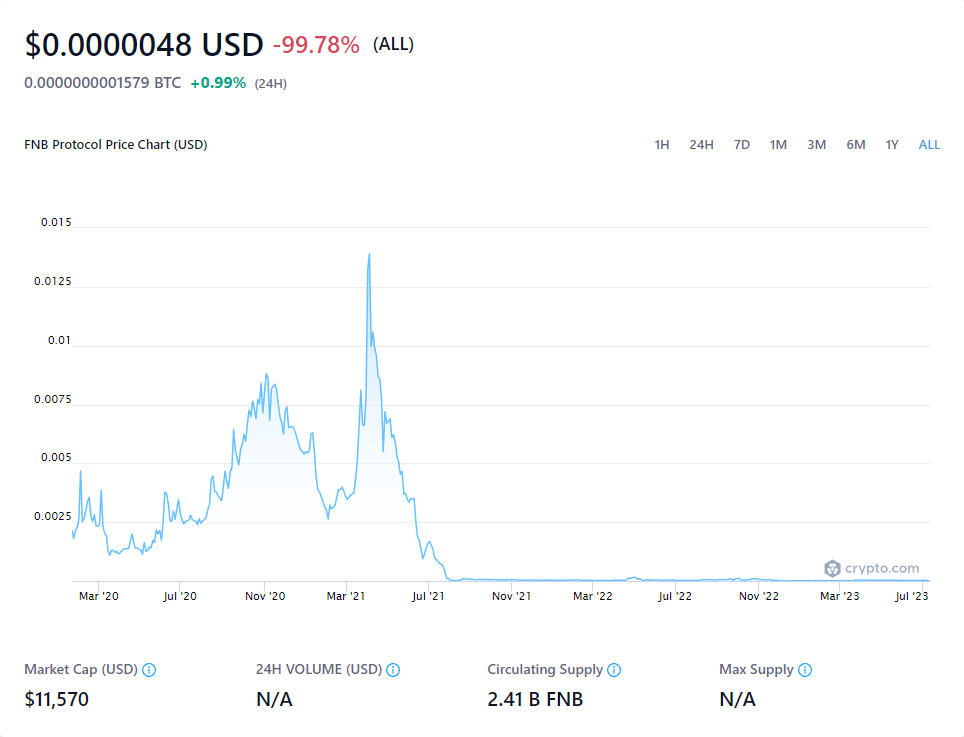 $0.0000048 USD -99.78% (ALL)
0.0000000001579 BTC +0.99% (24H)
FNB Protocol Price Chart (USD) 1H 24H 7D 1M 3M 6M 1Y ALL
0.015
0.0125
0.01
0.0075
0.005
0.0025
crypto.com
Mar '20 Jul '20 Nov '20 Mar '21 Jul '21 Nov '21 Mar '22 Jul '22 Nov '22 Mar '23 Jul '23
Market Cap (USD) 24H VOLUME (USD) Circulating Supply Max Supply
$11,570 N/A 2.41 B FNB N/A